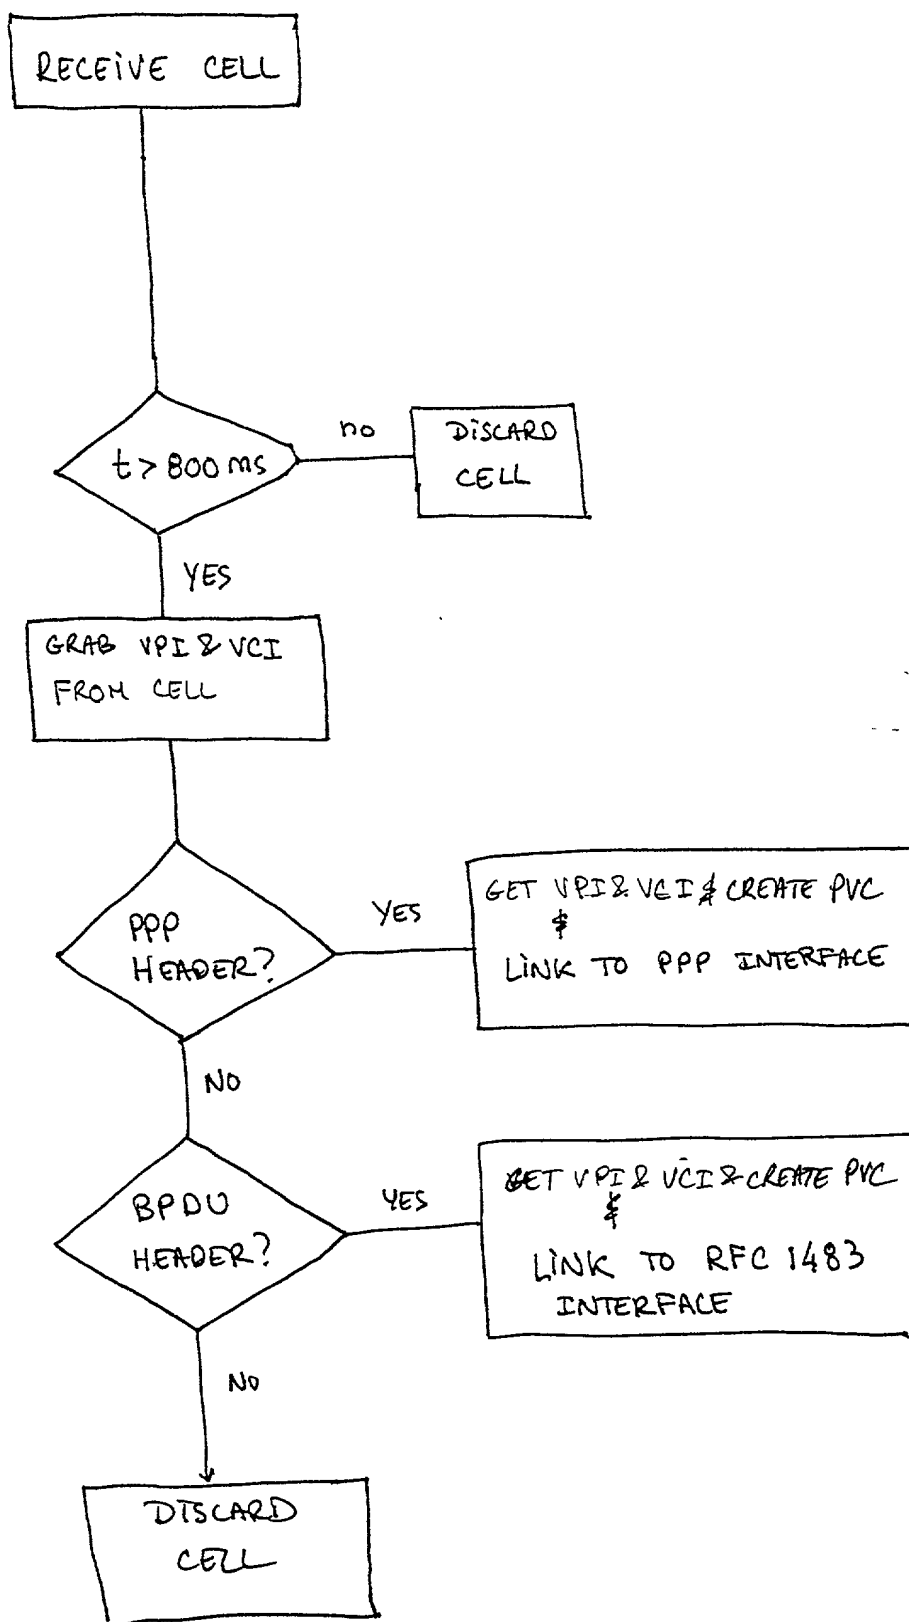 RECEIVE CELL
t > 800 ms
no
DISCARD
CELL
YES
GRAB VPI & VCI
FROM CELL
PPP
HEADER?
YES
GET VPI & VCI & CREATE PVC
&
LINK TO PPP INTERFACE
NO
BPDU
HEADER?
YES
GET VPI & VCI & CREATE PVC
&
LINK TO RFC 1483
INTERFACE
NO
DISCARD
CELL